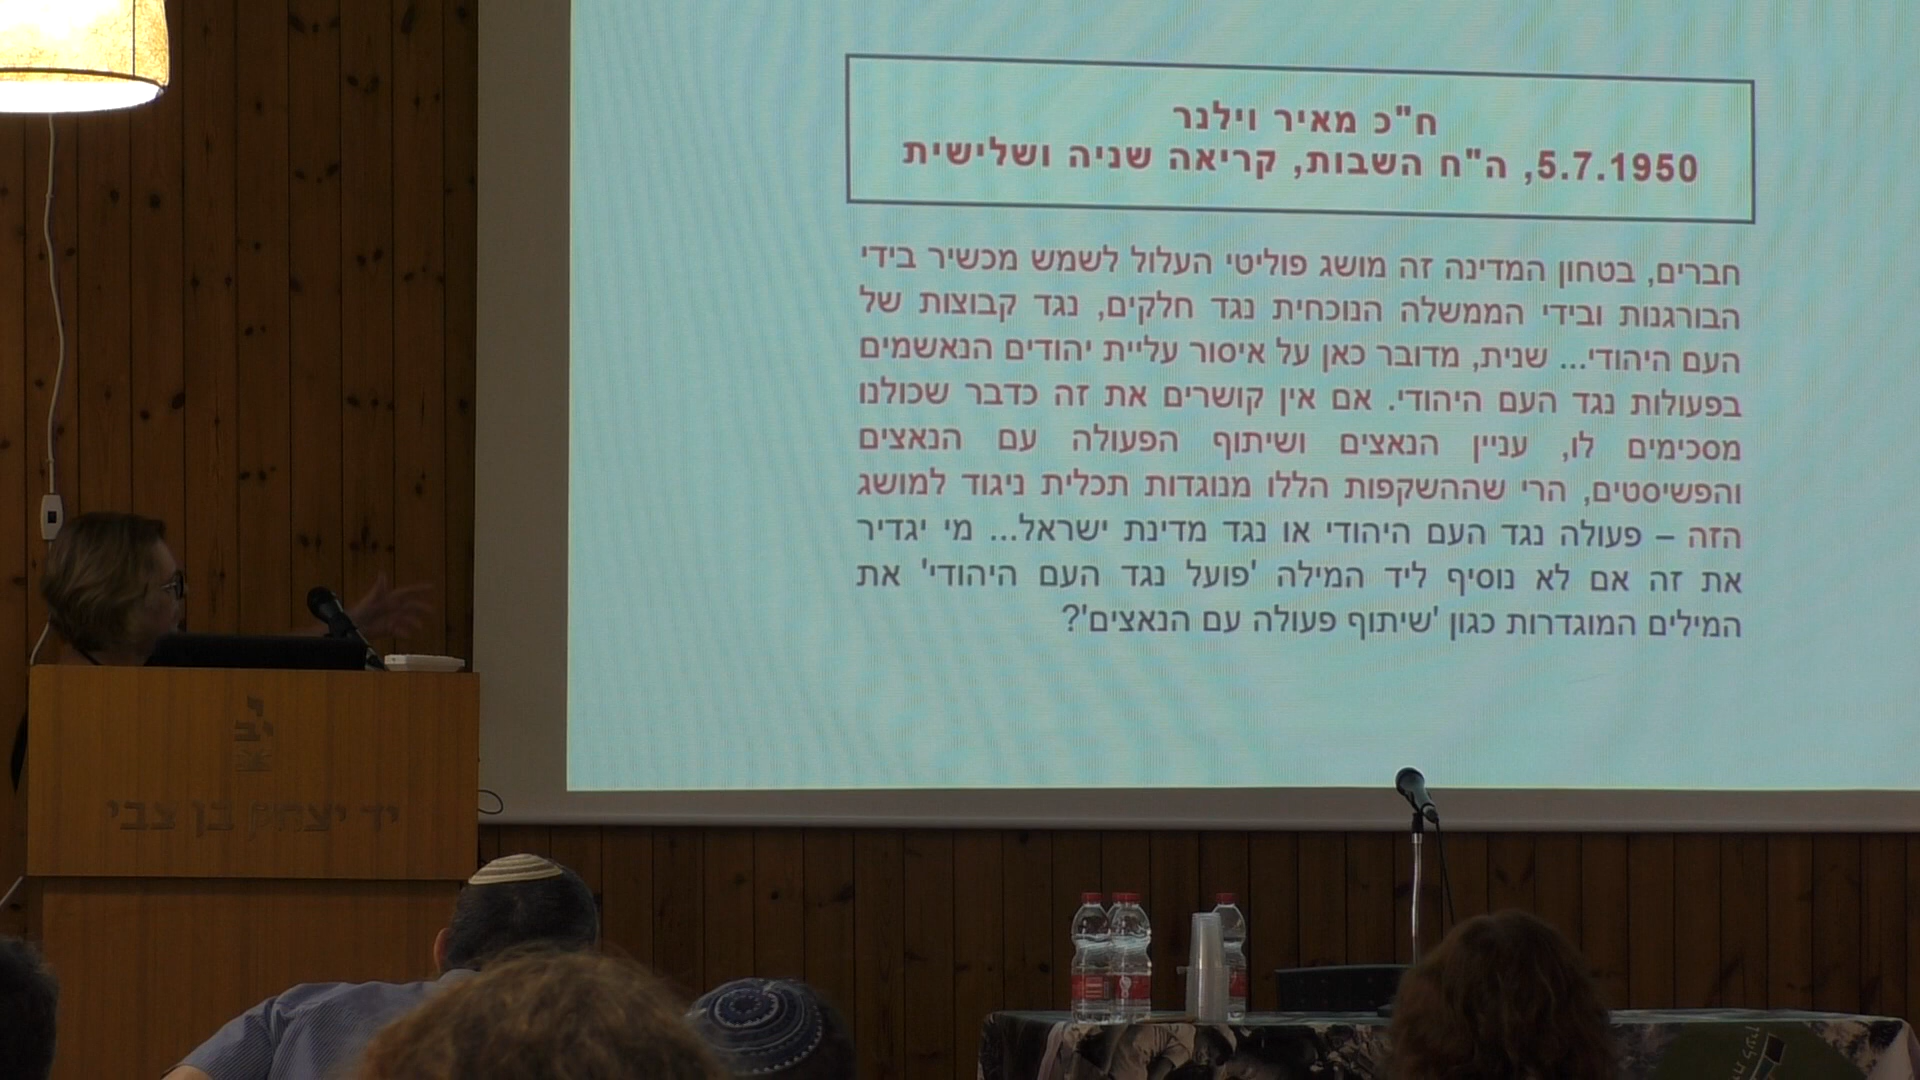 ח"כ מאיר וילנר
5.7.1950, ה"ח השבות, קריאה שניה ושלישית
חברים, בטחון המדינה זה מושג פוליטי העלול לשמש מכשיר בידי
הבורגנות ובידי הממשלה הנוכחית נגד חלקים, נגד קבוצות של
העם היהודי... שנית, מדובר כאן על איסור עליית יהודים הנאשמים
בפעולות נגד העם היהודי. אם אין קושרים את זה כדבר שכולנו
מסכימים לו, עניין הנאצים ושיתוף הפעולה עם הנאצים
והפשיסטים, הרי שההשקפות הללו מנוגדות תכלית ניגוד למושג
הזה – פעולה נגד העם היהודי או נגד מדינת ישראל... מי יגדיר
את זה אם לא נוסיף ליד המילה 'פועל נגד העם היהודי' את
המילים המוגדרות כגון 'שיתוף פעולה עם הנאצים'?
יד יצחק בן צבי